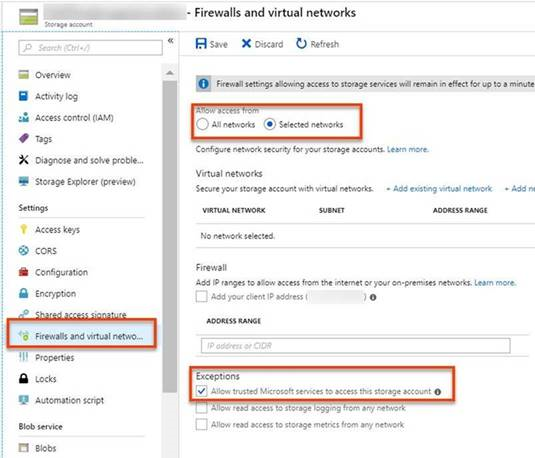 - Firewalls and virtual networks
Storage account
Search (Ctrl+/)
Save Discard Refresh
Overview
Activity log
Access control (IAM)
Tags
Diagnose and solve proble...
Storage Explorer (preview)
Settings
Access keys
CORS
Configuration
Encryption
Shared access signature
Firewalls and virtual netwo...
Properties
Locks
Automation script
Blob service
Blobs
Firewall settings allowing access to storage services will remain in effect for up to a minute
Allow access from
All networks Selected networks
Configure network security for your storage accounts. Learn more.
Virtual networks
Secure your storage account with virtual networks. + Add existing virtual network + Add ne
VIRTUAL NETWORK SUBNET ADDRESS RANGE
No network selected.
Firewall
Add IP ranges to allow access from the internet or your on-premises networks. Learn more.
Add your client IP address ( )
ADDRESS RANGE
IP address or CIDR
Exceptions
Allow trusted Microsoft services to access this storage account
Allow read access to storage logging from any network
Allow read access to storage metrics from any network